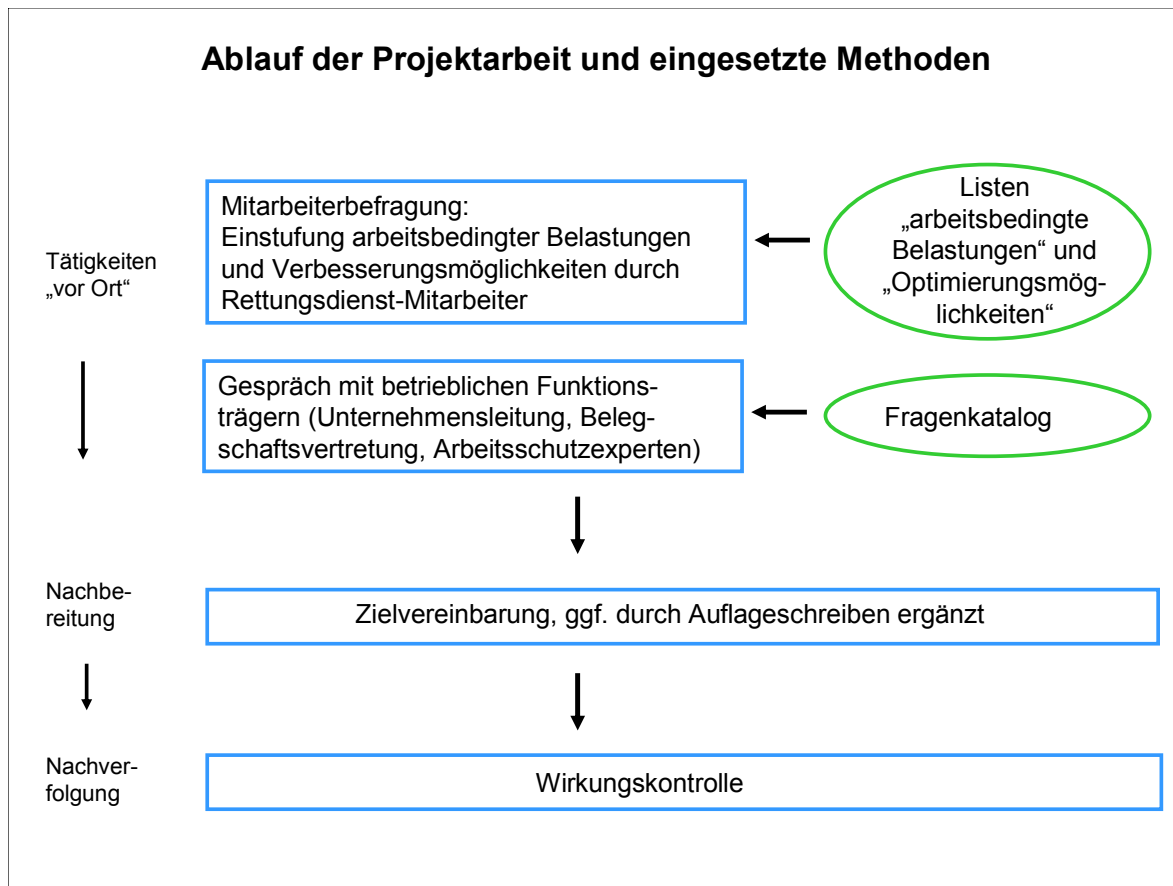 Ablauf der Projektarbeit und eingesetzte Methoden
Tätigkeiten
„vor Ort“
Mitarbeiterbefragung:
Einstufung arbeitsbedingter Belastungen
und Verbesserungsmöglichkeiten durch
Rettungsdienst-Mitarbeiter
Listen
„arbeitsbedingte
Belastungen“ und
„Optimierungsmög-
lichkeiten“
Gespräch mit betrieblichen Funktions-
trägern (Unternehmensleitung, Beleg-
schaftsvertretung, Arbeitsschutzexperten)
Fragenkatalog
Nachbe-
reitung
Zielvereinbarung, ggf. durch Auflageschreiben ergänzt
Nachver-
folgung
Wirkungskontrolle